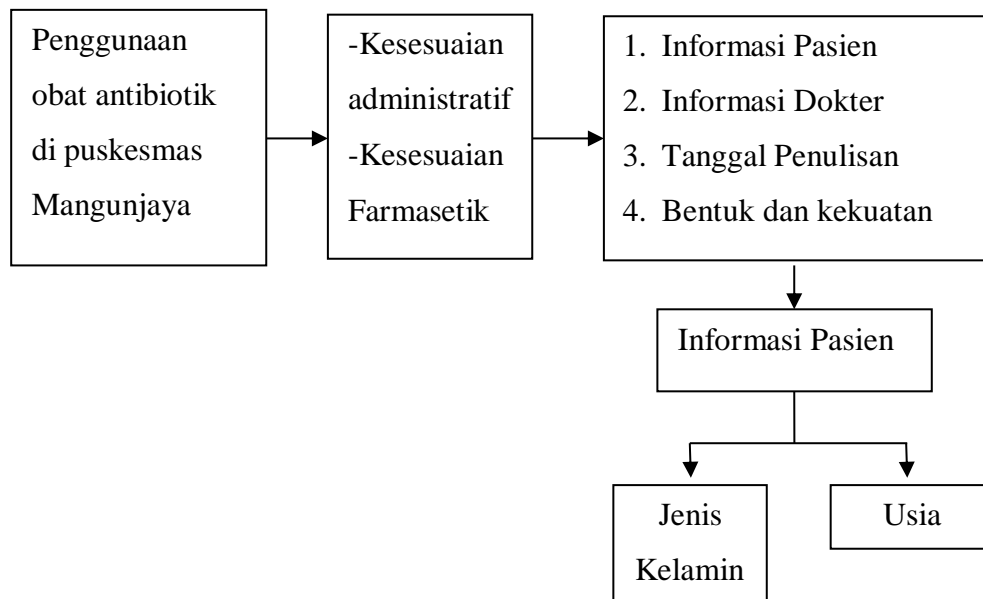 Penggunaan
obat antibiotik
di puskesmas
Mangunjaya
-Kesesuaian
administratif
-Kesesuaian
Farmasetik
1. Informasi Pasien
2. Informasi Dokter
3. Tanggal Penulisan
4. Bentuk dan kekuatan
Informasi Pasien
Jenis
Kelamin
Usia